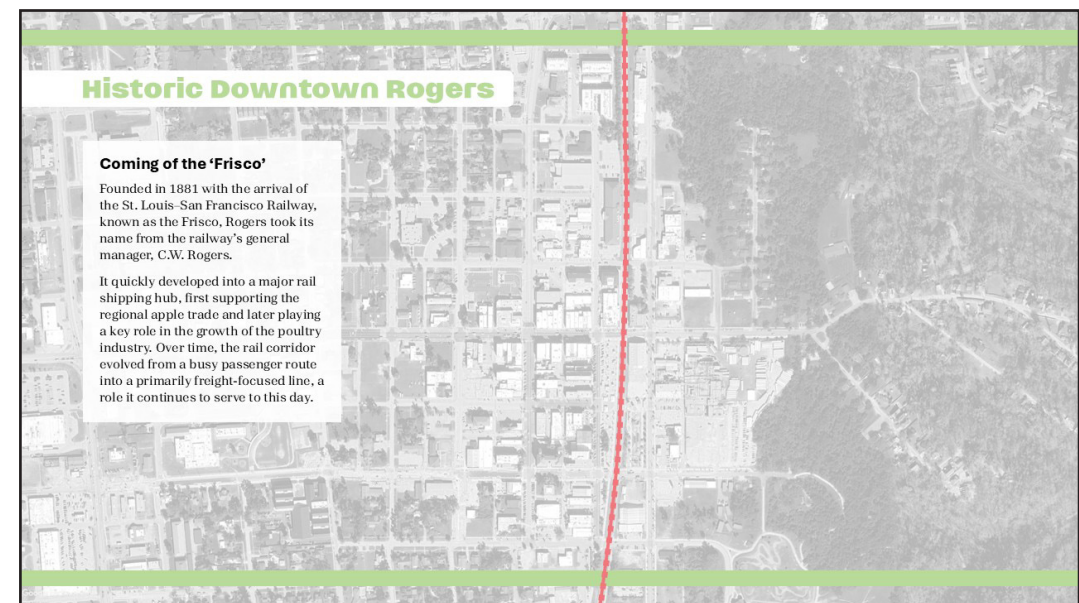 Historic Downtown Rogers
Coming of the ‘Frisco’
Founded in 1881 with the arrival of
the St. Louis–San Francisco Railway,
known as the Frisco, Rogers took its
name from the railway’s general
manager, C.W. Rogers.
It quickly developed into a major rail
shipping hub, first supporting the
regional apple trade and later playing
a key role in the growth of the poultry
industry. Over time, the rail corridor
evolved from a busy passenger route
into a primarily freight-focused line, a
role it continues to serve to this day.